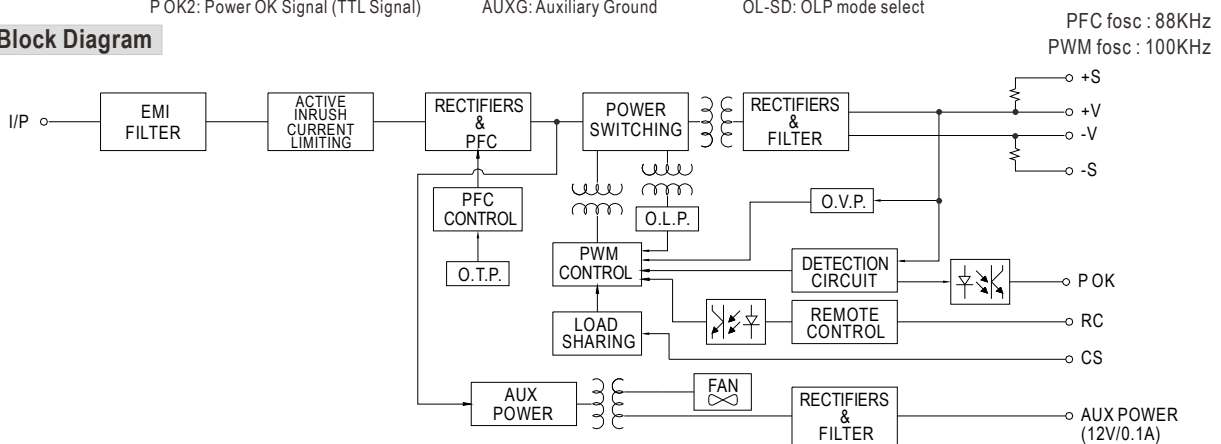 P OK2: Power OK Signal (TTL Signal) AUXG: Auxiliary Ground OL-SD: OLP mode select
Block Diagram
PFC fosc : 88KHz
PWM fosc : 100KHz
I/P
EMI
FILTER
ACTIVE
INRUSH
CURRENT
LIMITING
RECTIFIERS
&
PFC
POWER
SWITCHING
RECTIFIERS
&
FILTER
+S
+V
-V
-S
PFC
CONTROL
O.L.P.
O.V.P.
O.T.P.
PWM
CONTROL
DETECTION
CIRCUIT
P OK
LOAD
SHARING
REMOTE
CONTROL
RC
CS
AUX
POWER
FAN
RECTIFIERS
&
FILTER
AUX POWER
(12V/0.1A)